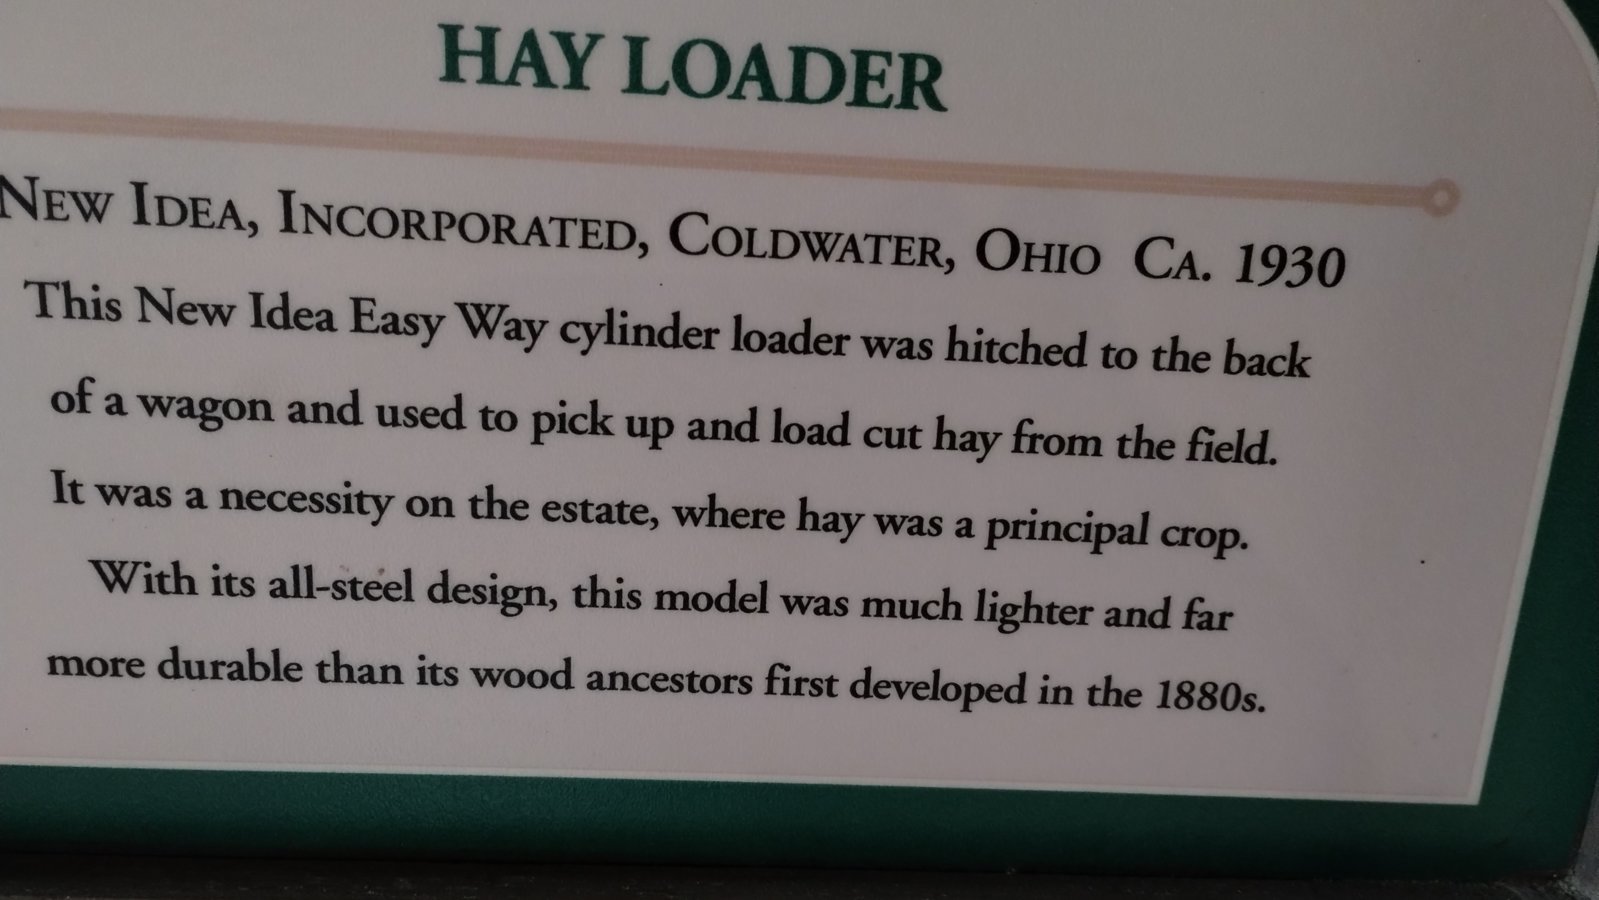 HAY LOADER
NEW IDEA, INCORPORATED, COLDWATER, OHIO CA. 1930
This New Idea Easy Way cylinder loader was hitched to the back
of a wagon and used to pick up and load cut hay from the field.
It was a necessity on the estate, where hay was a principal crop.
With its all-steel design, this model was much lighter and far
more durable than its wood ancestors first developed in the 1880s.